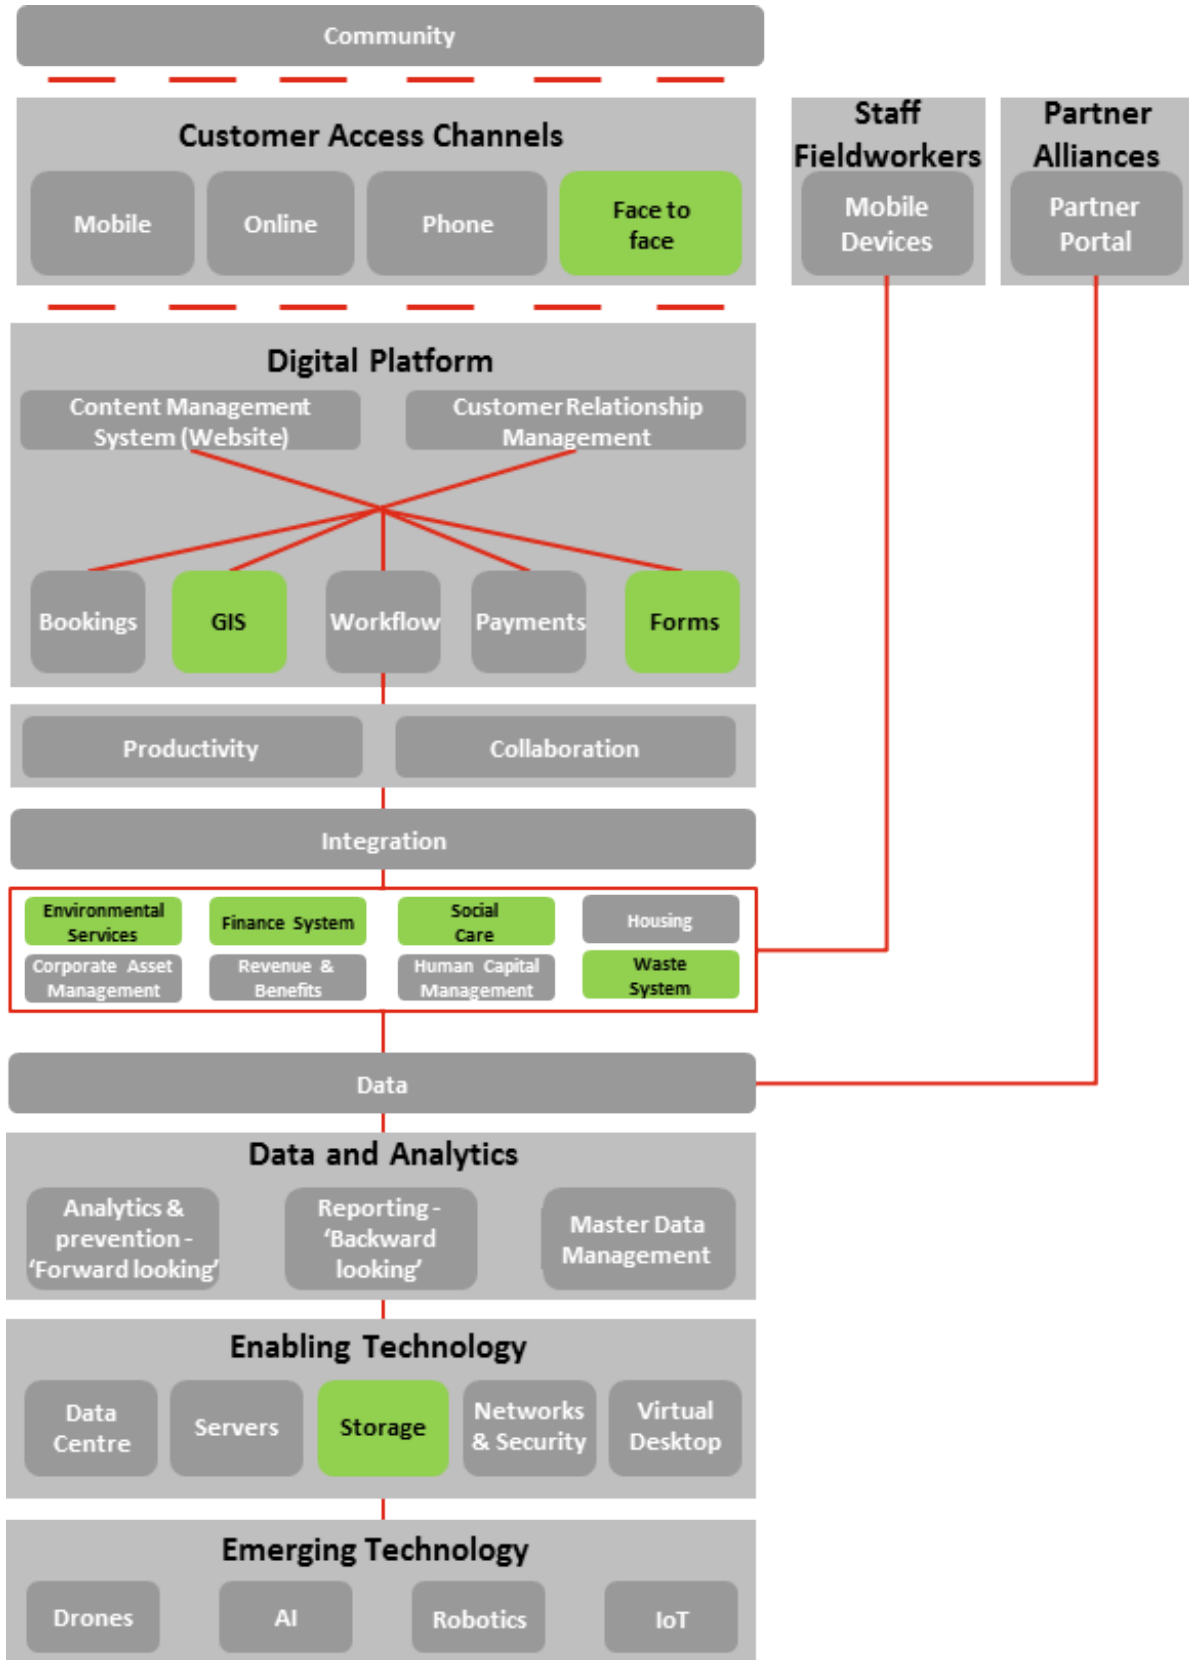 Community
Customer Access Channels
Mobile
Online
Phone
Face to
face
Staff
Fieldworkers
Mobile
Devices
Partner
Alliances
Partner
Portal
Digital Platform
Content Management
System (Website)
Customer Relationship
Management
Bookings
GIS
Workflow
Payments
Forms
Productivity
Collaboration
Integration
Environmental
Services
Finance System
Social
Care
Housing
Corporate Asset
Management
Revenue &
Benefits
Human Capital
Management
Waste
System
Data
Data and Analytics
Analytics &
prevention -
‘Forward looking’
Reporting -
‘Backward
looking’
Master Data
Management
Enabling Technology
Data
Centre
Servers
Storage
Networks
& Security
Virtual
Desktop
Emerging Technology
Drones
AI
Robotics
IoT